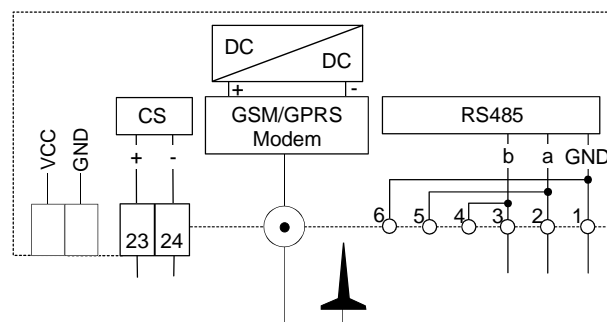 DC
DC
+ -
CS
GSM/GPRS
Modem
RS485
VCC
GND
+ -
b a GND
6 5 4 3 2 1
23 24